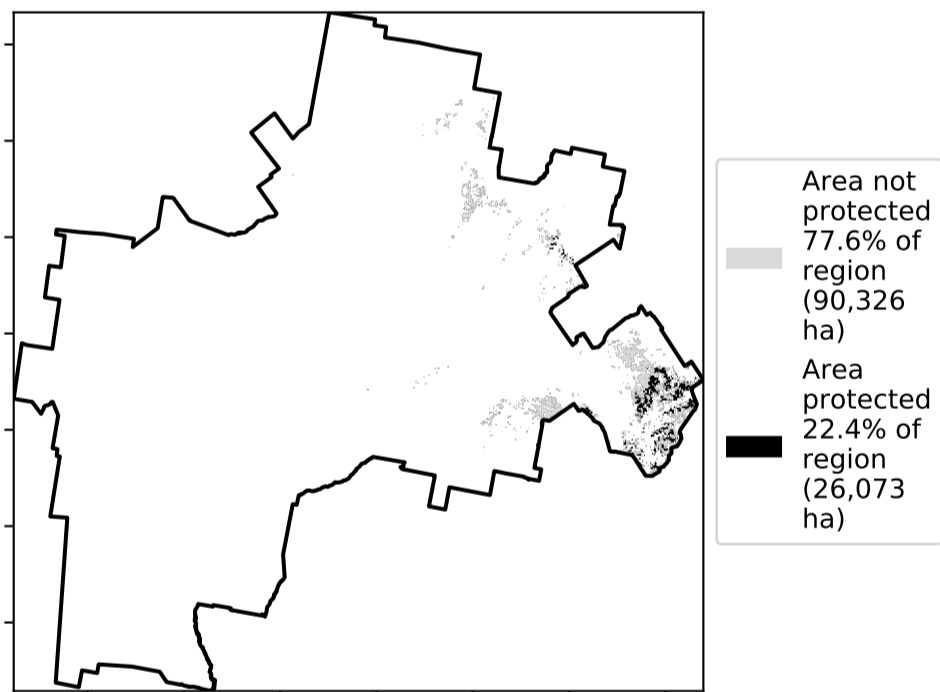 Area not
protected
77.6% of
region
(90,326
ha)
Area
protected
22.4% of
region
(26,073
ha)